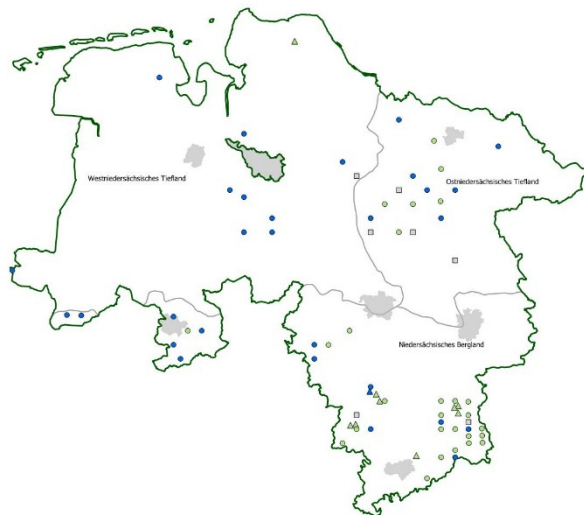 Westniedersächsisches Tiefland
Ostniedersächsisches Tiefland
Niedersächsisches Bergland